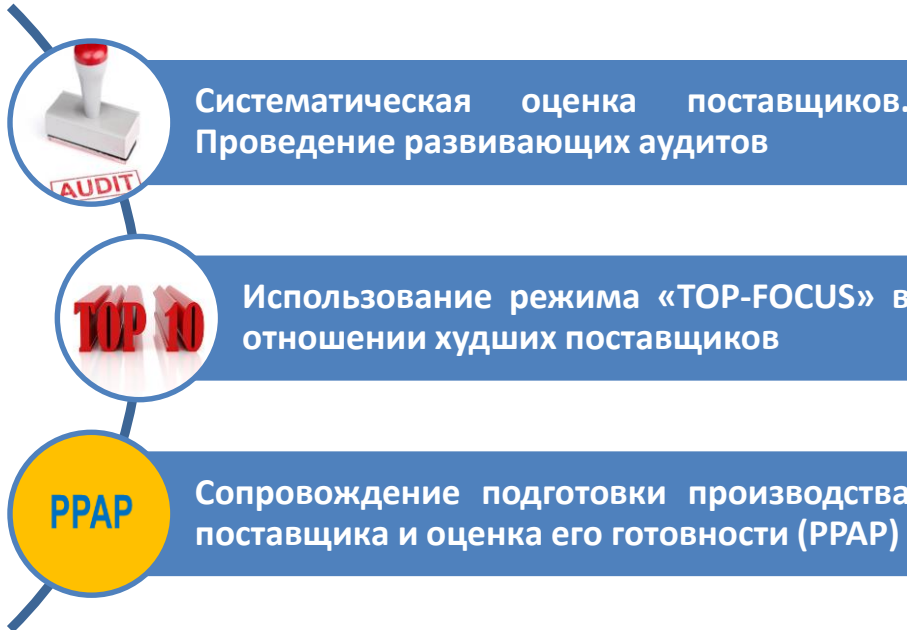 AUDIT
Систематическая оценка поставщиков.
Проведение развивающих аудитов
TOP 10
Использование режима «TOP-FOCUS» в
отношении худших поставщиков
PPAP
Сопровождение подготовки производства
поставщика и оценка его готовности (PPAP)